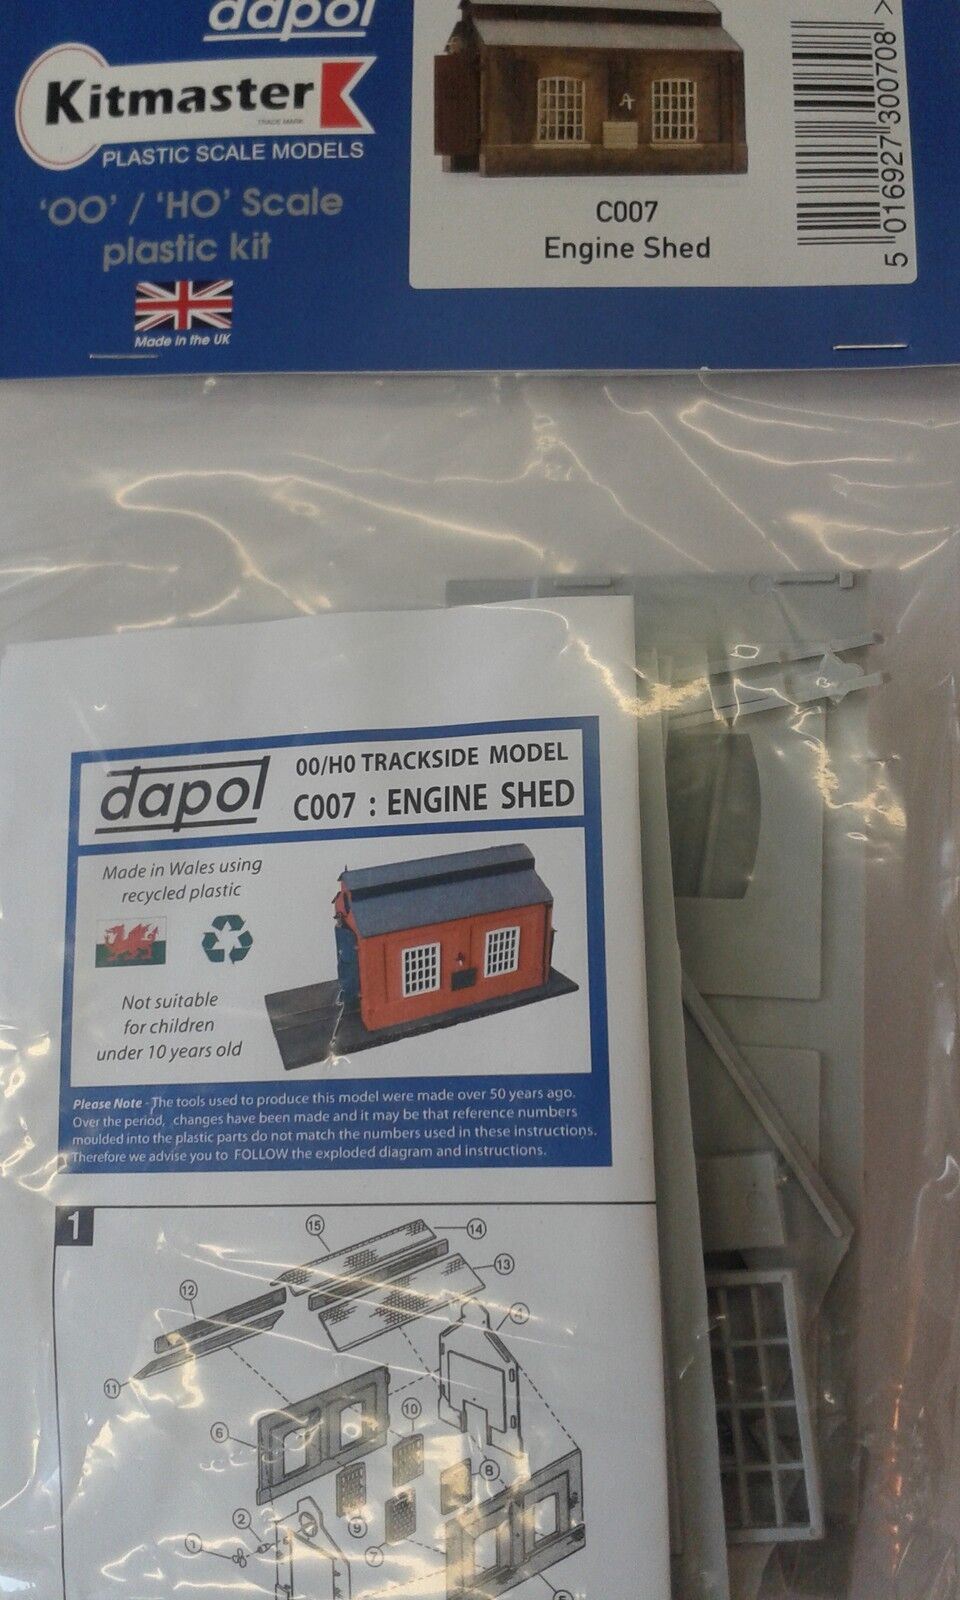 dapol
Kitmaster
TRADE MARK
PLASTIC SCALE MODELS
'OO' / 'HO' Scale
plastic kit
Made in the UK
C007
Engine Shed
5 016927 300708 >
dapol
00/H0 TRACKSIDE MODEL
C007 : ENGINE SHED
Made in Wales using
recycled plastic
Not suitable
for children
under 10 years old
Please Note - The tools used to produce this model were made over 50 years ago.
Over the period, changes have been made and it may be that reference numbers
moulded into the plastic parts do not match the numbers used in these instructions.
Therefore we advise you to FOLLOW the exploded diagram and instructions.
1
15
14
13
12
4
11
10
6
8
9
2
7
1
5